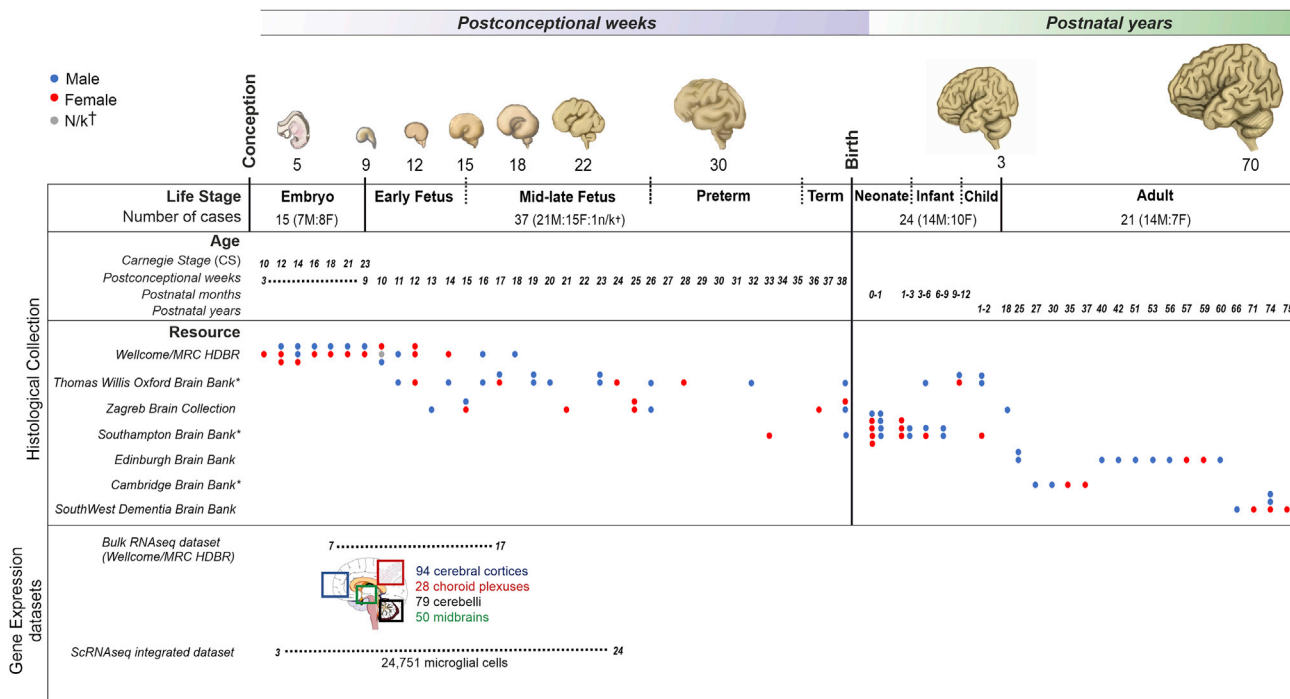 Postconceptional weeks Postnatal years
Male
Female
N/k†
Conception
Birth
5 9 12 15 18 22 30 3 70
Life Stage Embryo Early Fetus Mid-late Fetus Preterm Term Neonate Infant Child Adult
Number of cases 15 (7M:8F) 37 (21M:15F:1n/k†) 24 (14M:10F) 21 (14M:7F)
Age
Carnegie Stage (CS) 10 12 14 16 18 21 23
Postconceptional weeks 3 9 10 11 12 13 14 15 16 17 18 19 20 21 22 23 24 25 26 27 28 29 30 31 32 33 34 35 36 37 38
Postnatal months 0-1 1-3 3-6 6-9 9-12
Postnatal years 1-2 18 25 27 30 35 37 40 42 51 53 56 57 59 60 66 71 74 75
Histological Collection
Resource
Wellcome/MRC HDBR
Thomas Willis Oxford Brain Bank*
Zagreb Brain Collection
Southampton Brain Bank*
Edinburgh Brain Bank
Cambridge Brain Bank*
SouthWest Dementia Brain Bank
Gene Expression
datasets
Bulk RNAseq dataset 7 17
(Wellcome/MRC HDBR)
94 cerebral cortices
28 choroid plexuses
79 cerebelli
50 midbrains
ScRNAseq integrated dataset 3 24
24,751 microglial cells